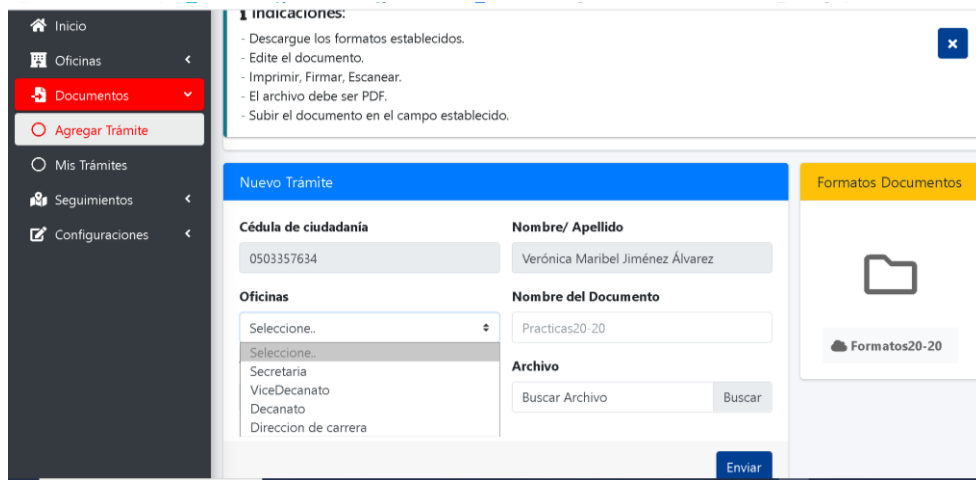 Inicio
Oficinas
Documentos
Agregar Trámite
Mis Trámites
Seguimientos
Configuraciones
Indicaciones:
- Descargue los formatos establecidos.
- Edite el documento.
- Imprimir, Firmar, Escanear.
- El archivo debe ser PDF.
- Subir el documento en el campo establecido.
Nuevo Trámite
Cédula de ciudadanía
0503357634
Nombre/ Apellido
Verónica Maribel Jiménez Álvarez
Oficinas
Seleccione..
Seleccione..
Secretaria
ViceDecanato
Decanato
Direccion de carrera
Nombre del Documento
Practicas20-20
Archivo
Buscar Archivo Buscar
Enviar
Formatos Documentos
Formatos20-20